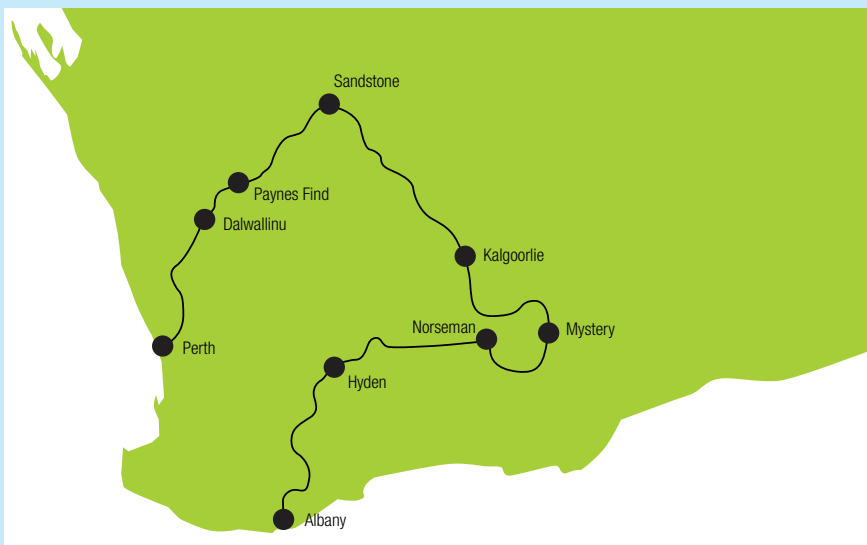 Sandstone
Paynes Find
Dalwallinu
Kalgoorlie
Norseman
Mystery
Perth
Hyden
Albany